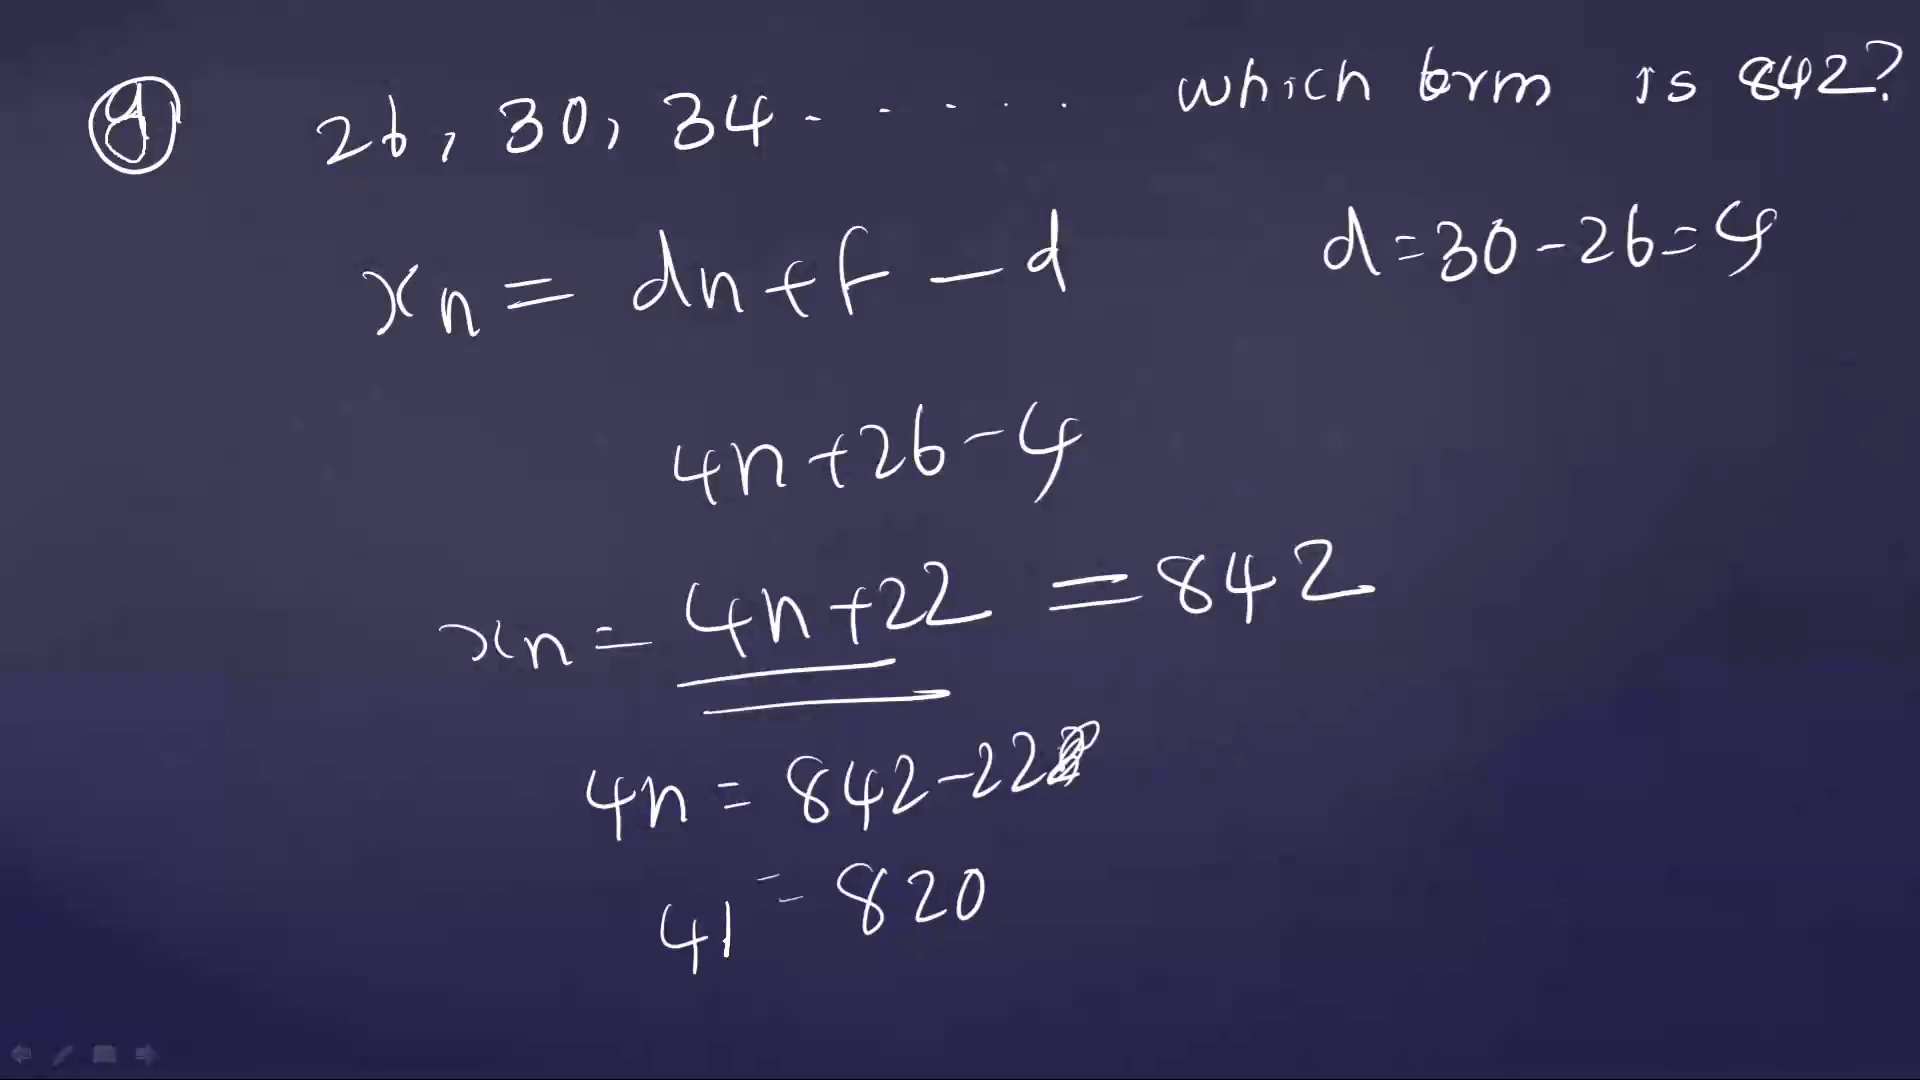 9 26, 30, 34 . . . . . which term is 842?
xn = dn + f - d d = 30 - 26 = 4
4n + 26 - 4
xn = 4n + 22 = 842
4n = 842 - 22
41 = 820